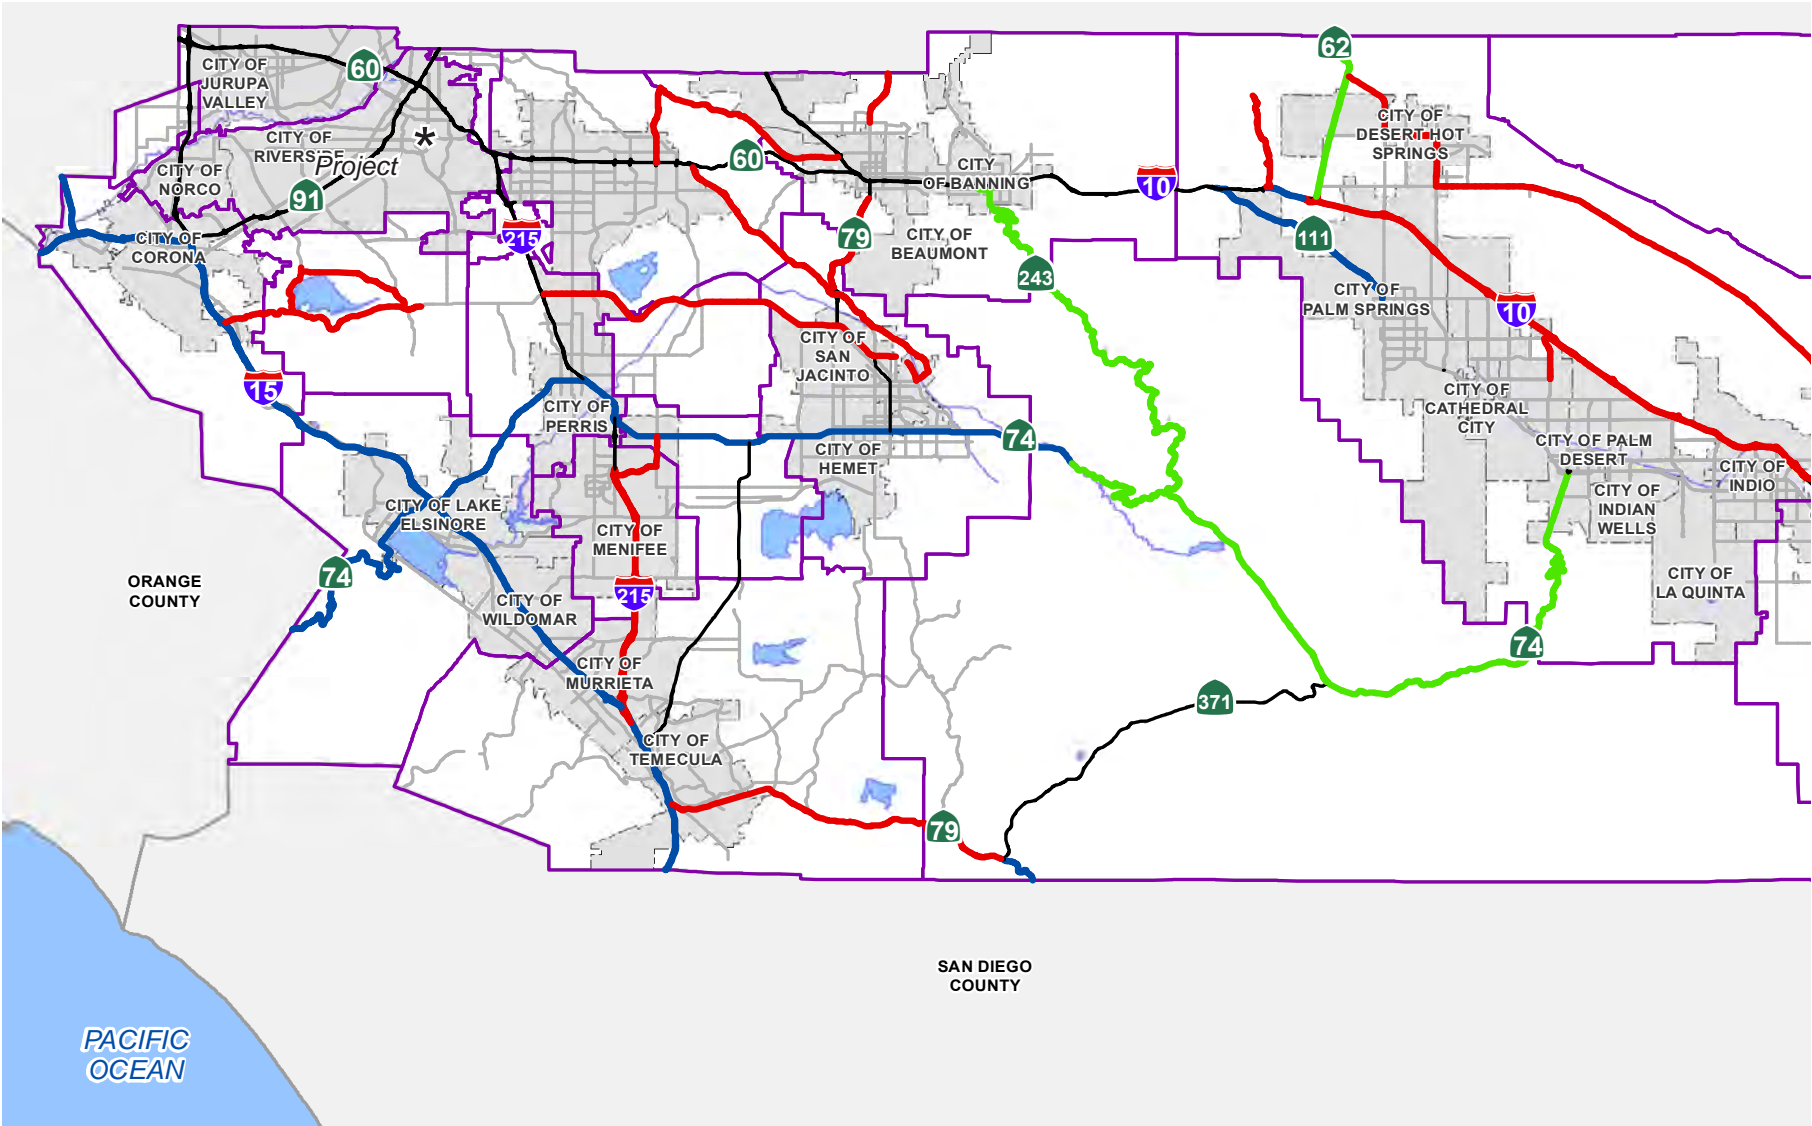 62
CITY OF
JURUPA
VALLEY
60
CITY OF
DESERT HOT
SPRINGS
CITY OF
RIVERSIDE
*
Project
60
CITY
OF BANNING
10
CITY OF
NORCO
91
215
79
CITY OF
BEAUMONT
111
CITY OF
CORONA
243
CITY OF
PALM SPRINGS
10
CITY OF
SAN
JACINTO
15
CITY OF
PERRIS
CITY OF
CATHEDRAL
CITY
74
CITY OF
HEMET
CITY OF PALM
DESERT
CITY OF
INDIO
CITY OF
INDIAN
WELLS
CITY OF LAKE
ELSINORE
CITY OF
MENIFEE
ORANGE
COUNTY
74
215
CITY OF
LA QUINTA
CITY OF
WILDOMAR
74
CITY OF
MURRIETA
371
CITY OF
TEMECULA
79
SAN DIEGO
COUNTY
PACIFIC
OCEAN